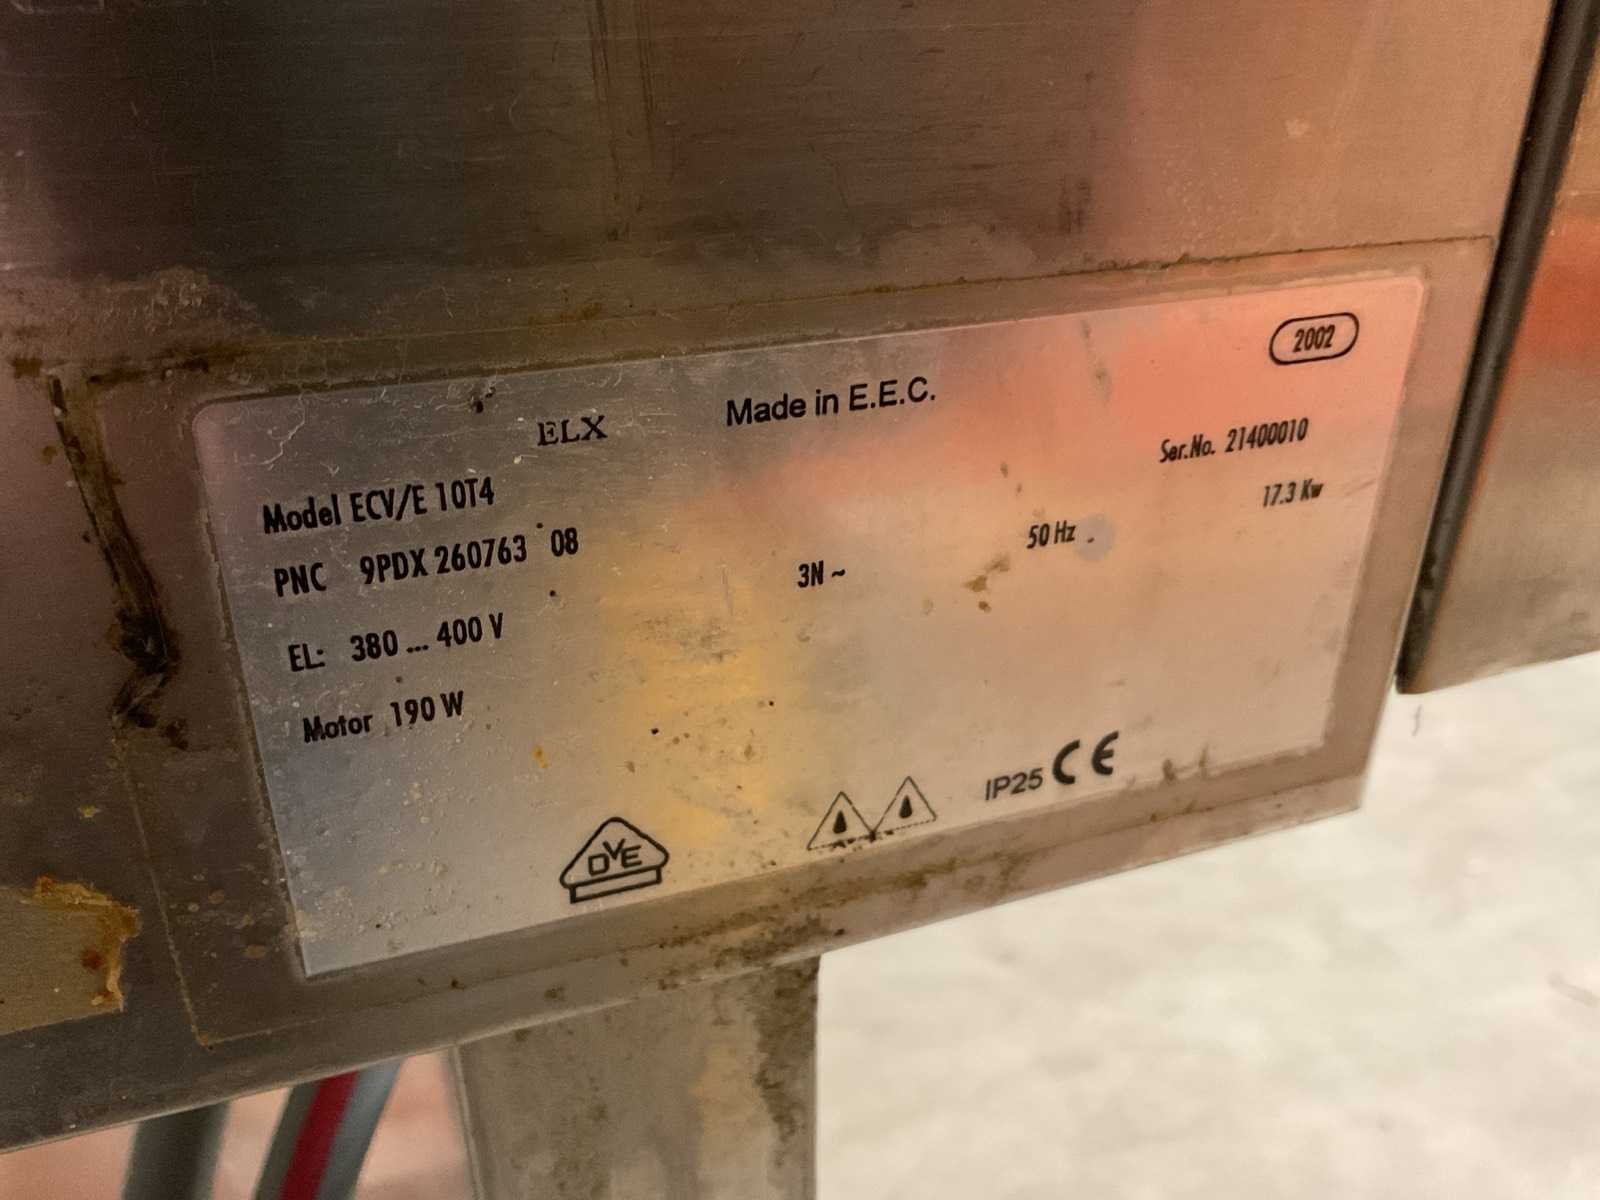 2002
ELX Made in E.E.C.
Ser.No. 21400010
Model ECV/E 10T4
17.3 Kw
PNC 9PDX 260763 08
3N ~ 50 Hz
EL: 380 ... 400 V
Motor 190 W
DVE
IP25 CE